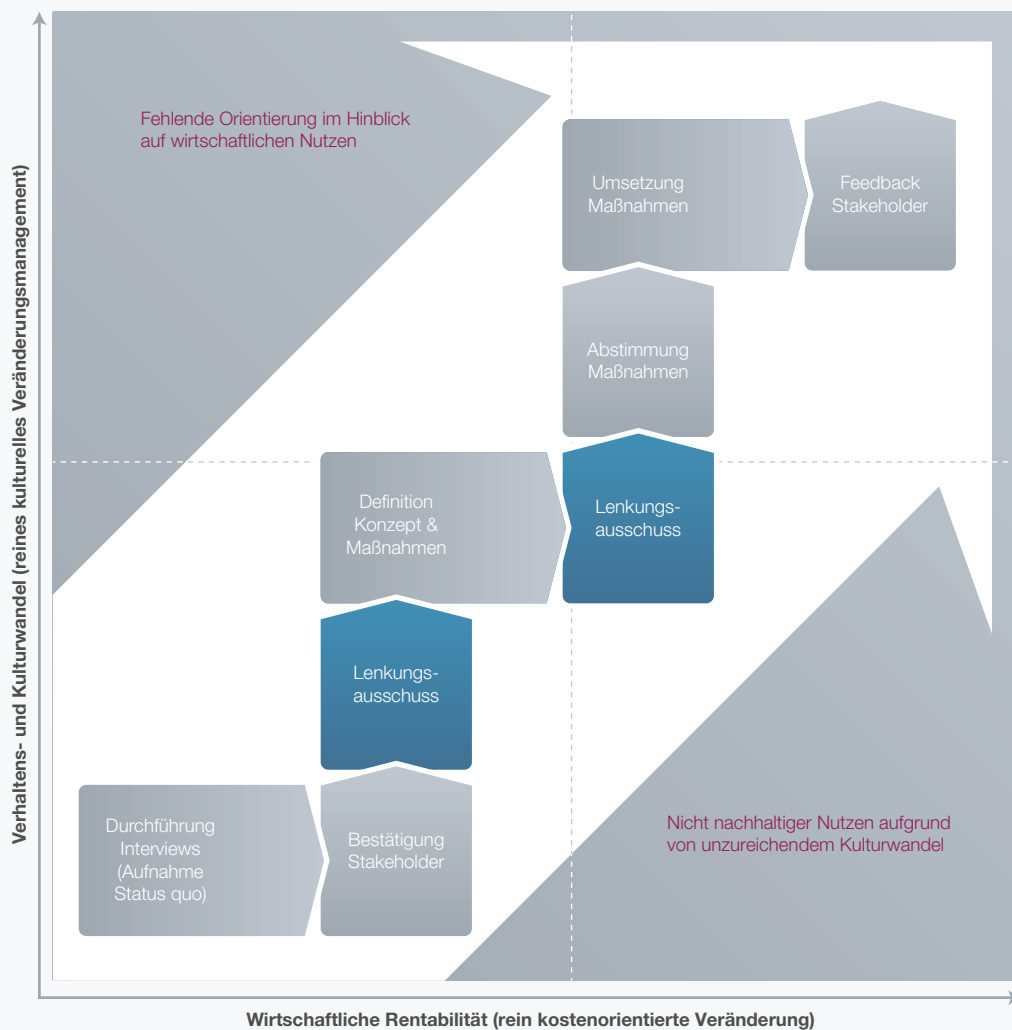 Verhaltens- und Kulturwandel (reines kulturelles Veränderungsmanagement)
Fehlende Orientierung im Hinblick
auf wirtschaftlichen Nutzen
Umsetzung
Maßnahmen
Feedback
Stakeholder
Abstimmung
Maßnahmen
Definition
Konzept &
Maßnahmen
Lenkungs-
ausschuss
Lenkungs-
ausschuss
Durchführung
Interviews
(Aufnahme
Status quo)
Bestätigung
Stakeholder
Nicht nachhaltiger Nutzen aufgrund
von unzureichendem Kulturwandel
Wirtschaftliche Rentabilität (rein kostenorientierte Veränderung)